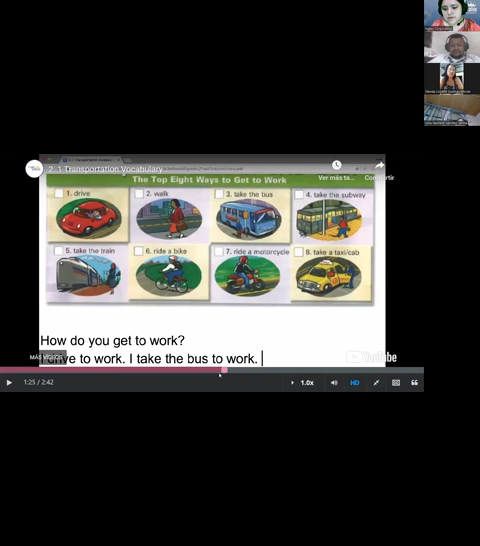 2. 1 Transportation Vocabulary
Ver más ta... Compartir
The Top Eight Ways to Get to Work
1. drive
2. walk
3. take the bus
4. take the subway
5. take the train
6. ride a bike
7. ride a motorcycle
8. take a taxi/cab
How do you get to work?
MÁS VÍDEOS
drive to work. I take the bus to work.
YouTube
1:25 / 2:42
1.0x
HD